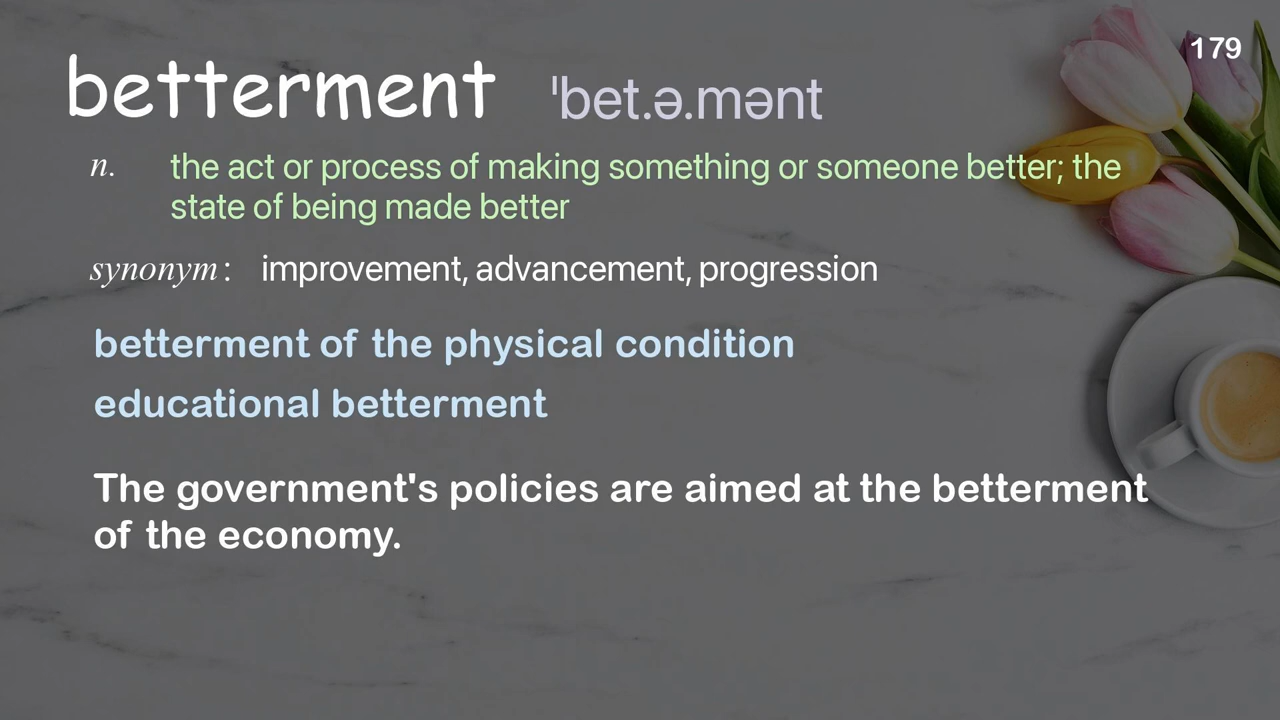 179
betterment ˈbet.ə.mənt
n. the act or process of making something or someone better; the
state of being made better
synonym: improvement, advancement, progression
betterment of the physical condition
educational betterment
The government's policies are aimed at the betterment
of the economy.